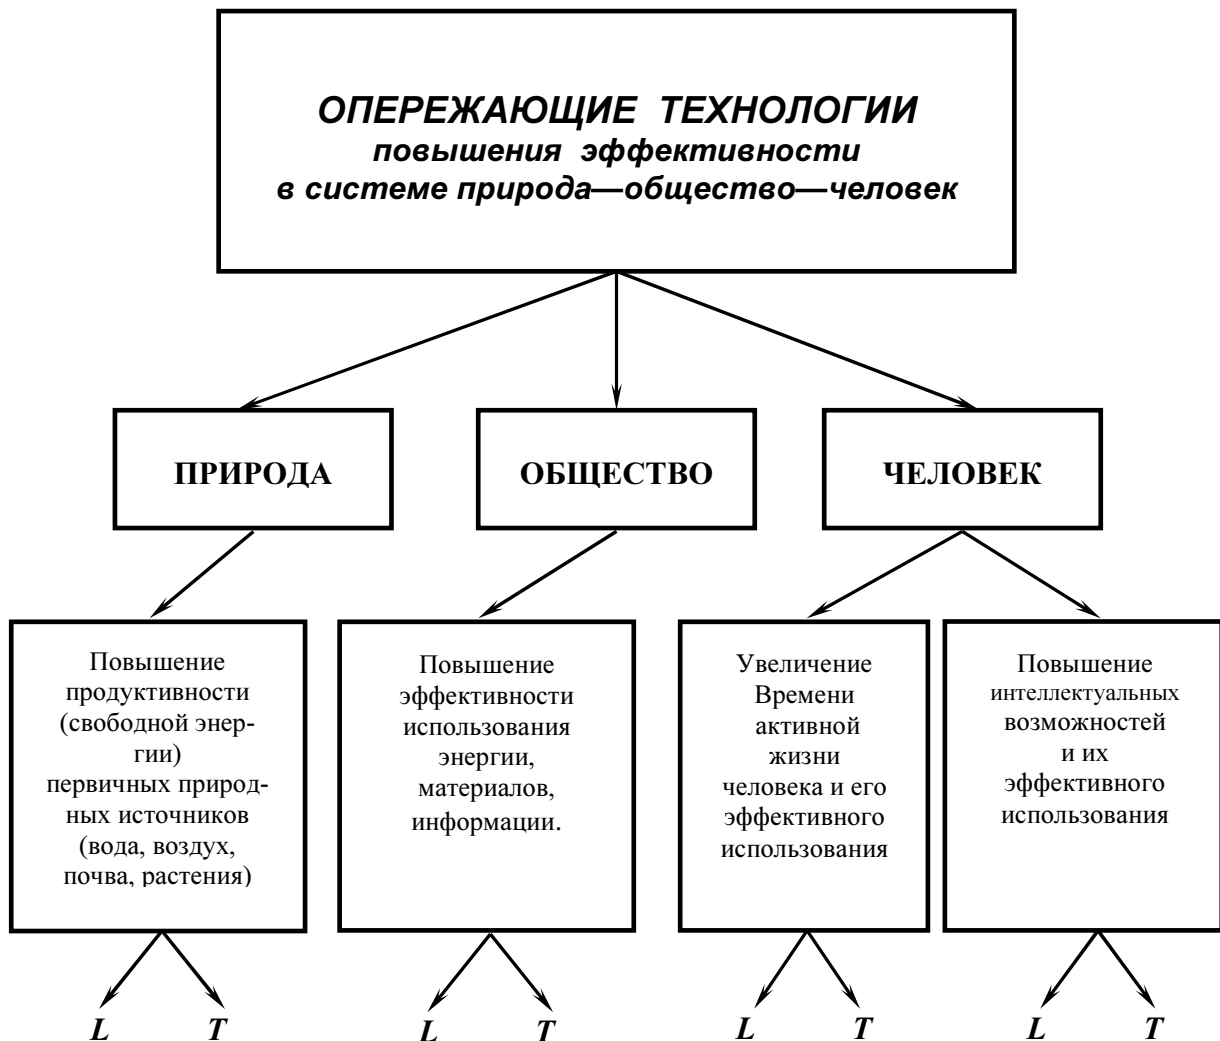 ОПЕРЕЖАЮЩИЕ ТЕХНОЛОГИИ
повышения эффективности
в системе природа—общество—человек
ПРИРОДА
ОБЩЕСТВО
ЧЕЛОВЕК
Повышение
продуктивности
(свободной энер-
гии)
первичных природ-
ных источников
(вода, воздух,
почва, растения)
Повышение
эффективности
использования
энергии,
материалов,
информации.
Увеличение
Времени
активной
жизни
человека и его
эффективного
использования
Повышение
интеллектуальных
возможностей
и их
эффективного
использования
L T
L T
L T
L T